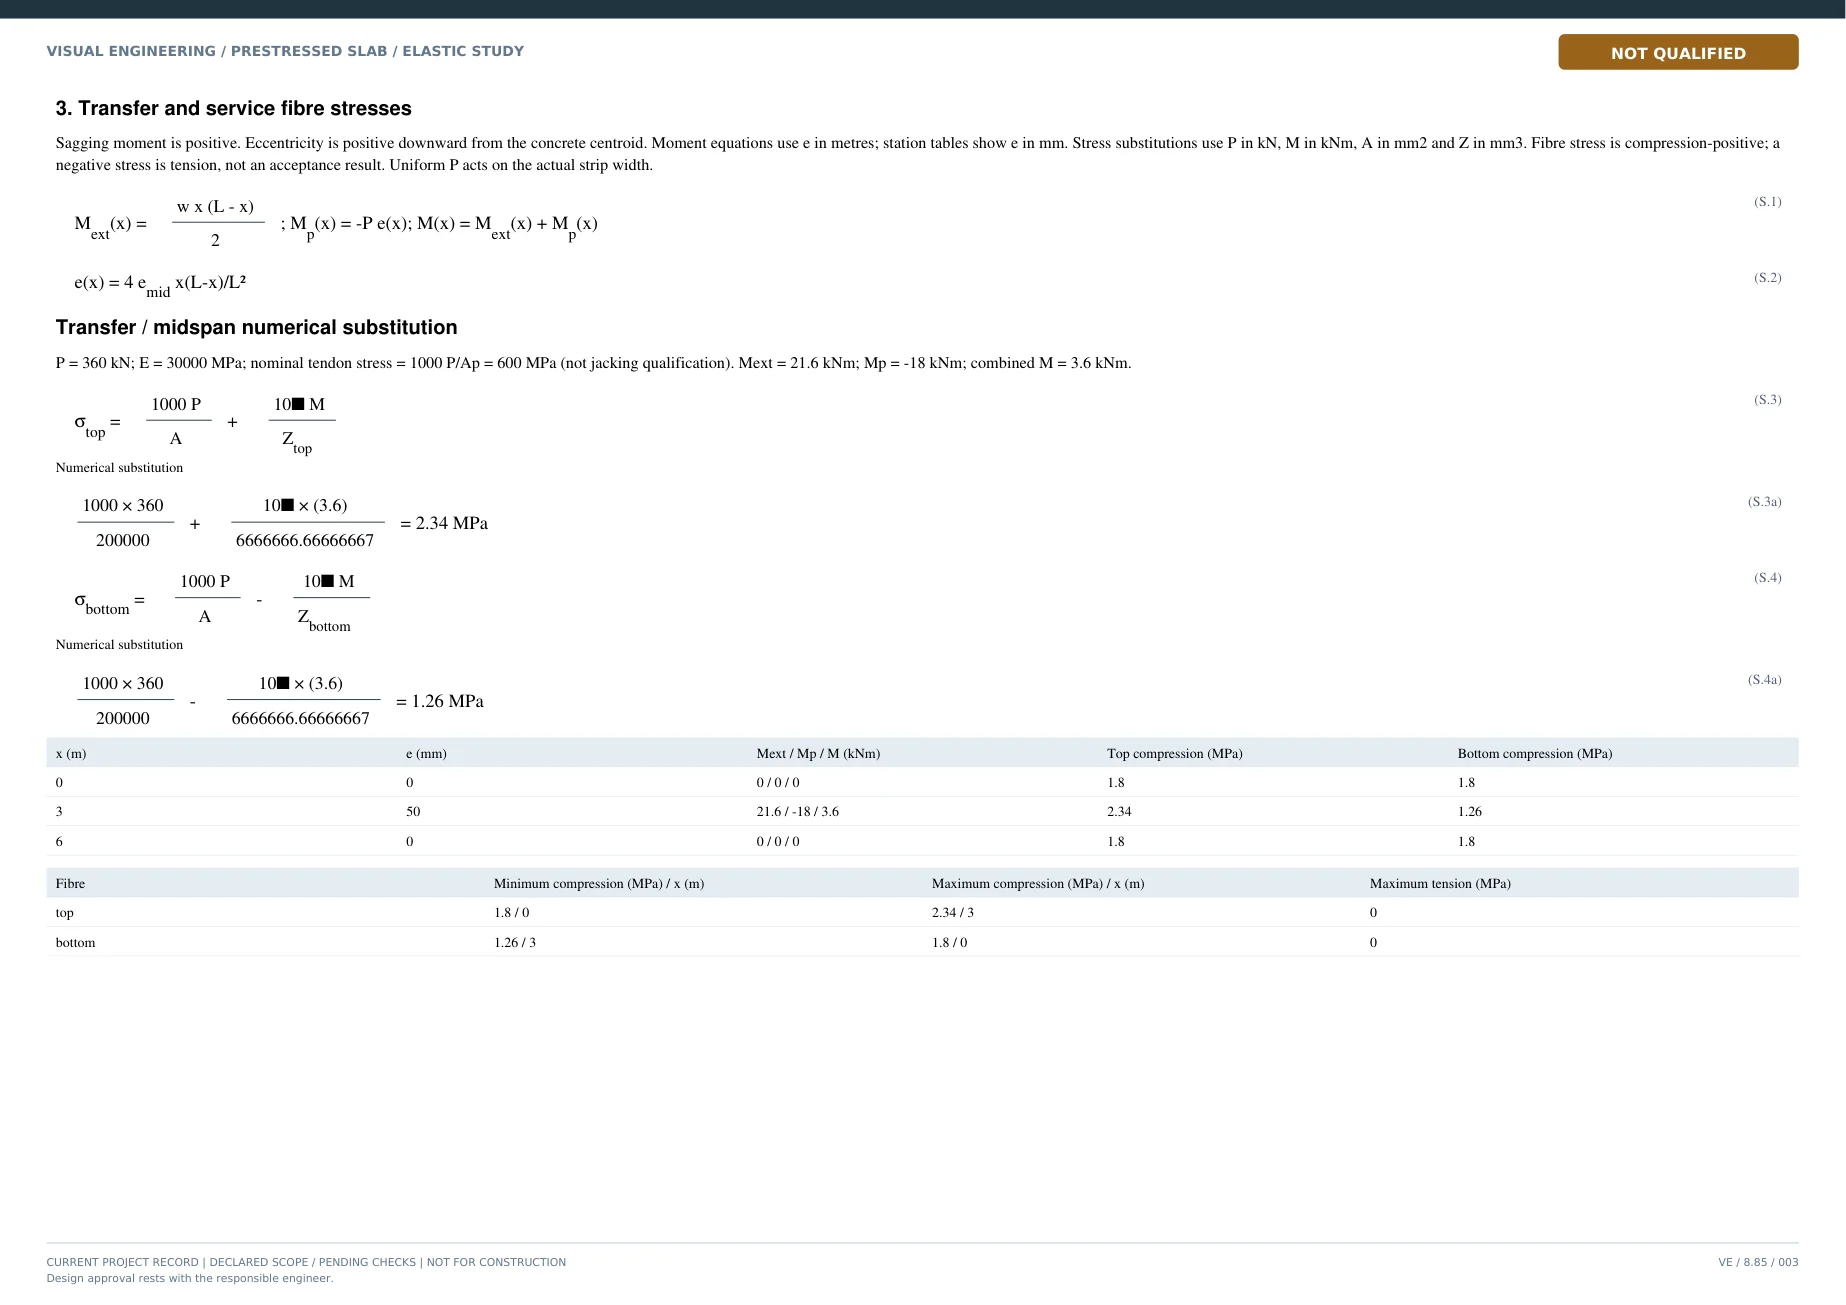 VISUAL ENGINEERING / PRESTRESSED SLAB / ELASTIC STUDY
NOT QUALIFIED
3. Transfer and service fibre stresses
Sagging moment is positive. Eccentricity is positive downward from the concrete centroid. Moment equations use e in metres; station tables show e in mm. Stress substitutions use P in kN, M in kNm, A in mm2 and Z in mm3. Fibre stress is compression-positive; a
negative stress is tension, not an acceptance result. Uniform P acts on the actual strip width.
M_ext(x) = w x (L - x) / 2 ; M_p(x) = -P e(x); M(x) = M_ext(x) + M_p(x) (S.1)
e(x) = 4 e_mid x(L-x)/L² (S.2)
Transfer / midspan numerical substitution
P = 360 kN; E = 30000 MPa; nominal tendon stress = 1000 P/Ap = 600 MPa (not jacking qualification). Mext = 21.6 kNm; Mp = -18 kNm; combined M = 3.6 kNm.
σ_top = 1000 P / A + 10■ M / Z_top (S.3)
Numerical substitution
1000 × 360 / 200000 + 10■ × (3.6) / 6666666.66666667 = 2.34 MPa (S.3a)
σ_bottom = 1000 P / A - 10■ M / Z_bottom (S.4)
Numerical substitution
1000 × 360 / 200000 - 10■ × (3.6) / 6666666.66666667 = 1.26 MPa (S.4a)
x (m) e (mm) Mext / Mp / M (kNm) Top compression (MPa) Bottom compression (MPa)
0 0 0 / 0 / 0 1.8 1.8
3 50 21.6 / -18 / 3.6 2.34 1.26
6 0 0 / 0 / 0 1.8 1.8
Fibre Minimum compression (MPa) / x (m) Maximum compression (MPa) / x (m) Maximum tension (MPa)
top 1.8 / 0 2.34 / 3 0
bottom 1.26 / 3 1.8 / 0 0
CURRENT PROJECT RECORD | DECLARED SCOPE / PENDING CHECKS | NOT FOR CONSTRUCTION
Design approval rests with the responsible engineer.
VE / 8.85 / 003